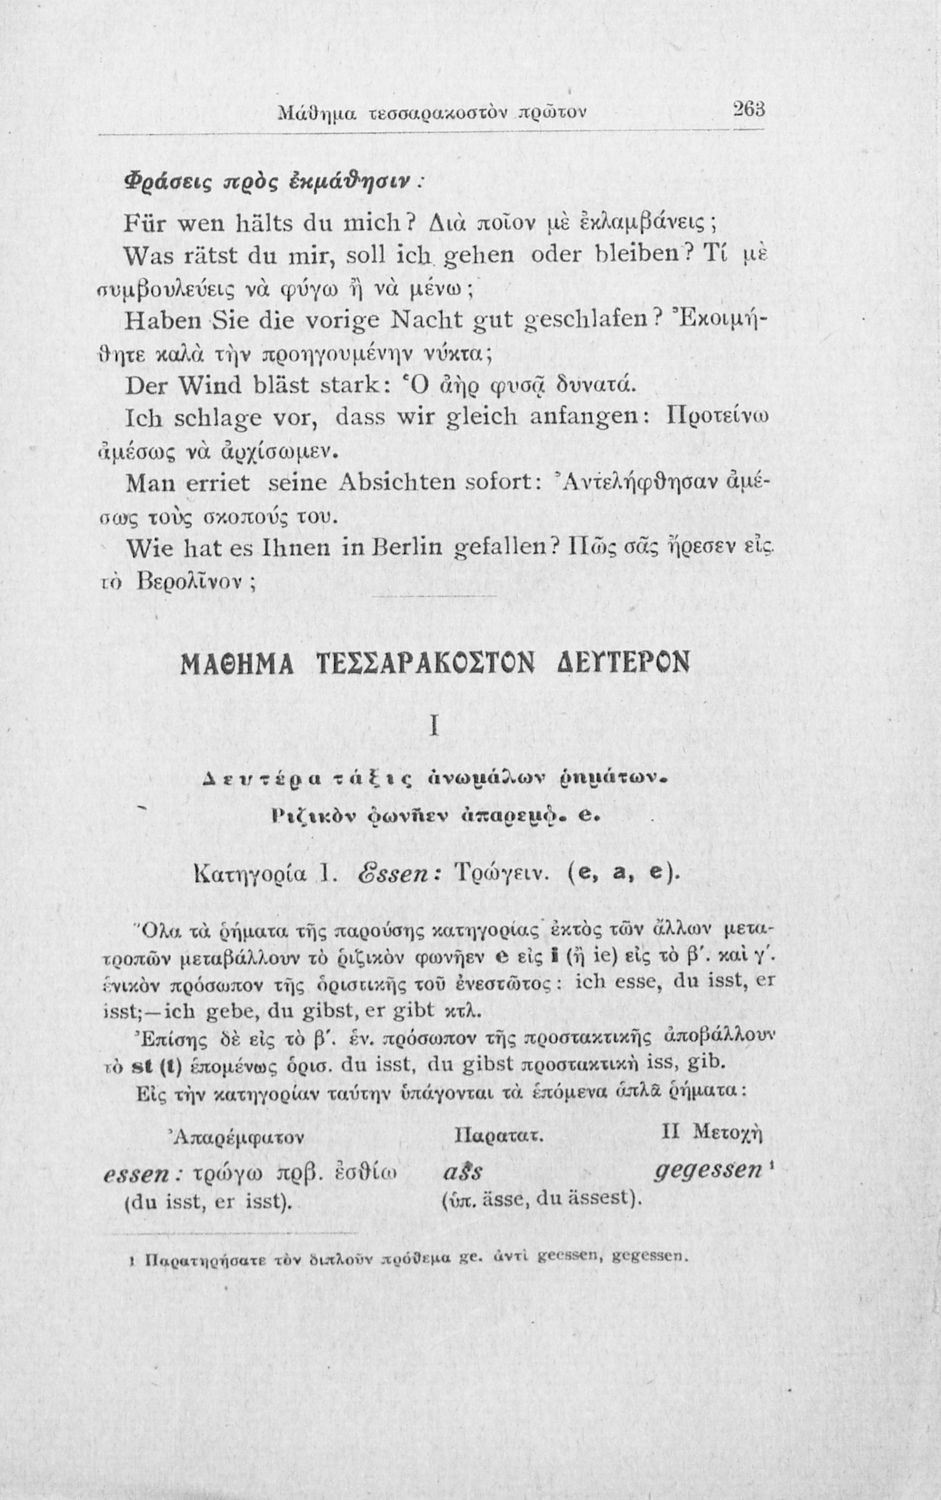 Μάθημα τεσσαρακοστὸν πρῶτον 263
Φράσεις πρὸς ἐκμάθησιν :
Für wen hälts du mich? Διὰ ποῖον μὲ ἐκλαμβάνεις ;
Was rätst du mir, soll ich gehen oder bleiben? Τί μὲ
συμβουλεύεις νὰ φύγω ἢ νὰ μένω ;
Haben Sie die vorige Nacht gut geschlafen? Ἐκοιμή-
θητε καλὰ τὴν προηγουμένην νύκτα;
Der Wind bläst stark: Ὁ ἀὴρ φυσᾷ δυνατά.
Ich schlage vor, dass wir gleich anfangen: Προτείνω
ἀμέσως νὰ ἀρχίσωμεν.
Man erriet seine Absichten sofort: Ἀντελήφθησαν ἀμέ-
σως τοὺς σκοπούς του.
Wie hat es Ihnen in Berlin gefallen? Πῶς σᾶς ἤρεσεν εἰς
τὸ Βερολῖνον ;
ΜΑΘΗΜΑ ΤΕΣΣΑΡΑΚΟΣΤΟΝ ΔΕΥΤΕΡΟΝ
I
Δευτέρα τάξις ἀνωμάλων ῥημάτων.
Ριζικὸν φωνῆεν ἀπαρεμφ. e.
Κατηγορία 1. Essen: Τρώγειν. (e, a, e).
Ὅλα τὰ ῥήματα τῆς παρούσης κατηγορίας ἐκτὸς τῶν ἄλλων μετα-
τροπῶν μεταβάλλουν τὸ ῥιζικὸν φωνῆεν e εἰς i (ἢ ie) εἰς τὸ β΄. καὶ γ΄.
ἑνικὸν πρόσωπον τῆς ὁριστικῆς τοῦ ἐνεστῶτος : ich esse, du isst, er
isst;—ich gebe, du gibst, er gibt κτλ.
Ἐπίσης δὲ εἰς τὸ β΄. ἑν. πρόσωπον τῆς προστακτικῆς ἀποβάλλουν
τὸ st (t) ἑπομένως ὁρισ. du isst, du gibst προστακτικὴ iss, gib.
Εἰς τὴν κατηγορίαν ταύτην ὑπάγονται τὰ ἑπόμενα ἁπλᾶ ῥήματα :
Ἀπαρέμφατον Παρατατ. II Μετοχὴ
essen : τρώγω πρβ. ἐσθίω ass gegessen ¹
(du isst, er isst). (ὑπ. ässe, du ässest).
1 Παρατηρήσατε τὸν διπλοῦν πρόθεμα ge. ἀντὶ geessen, gegessen.